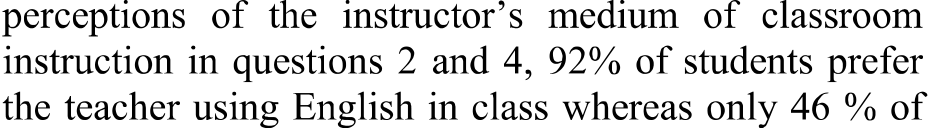 perceptions of the instructor’s medium of classroom
instruction in questions 2 and 4, 92% of students prefer
the teacher using English in class whereas only 46 % of